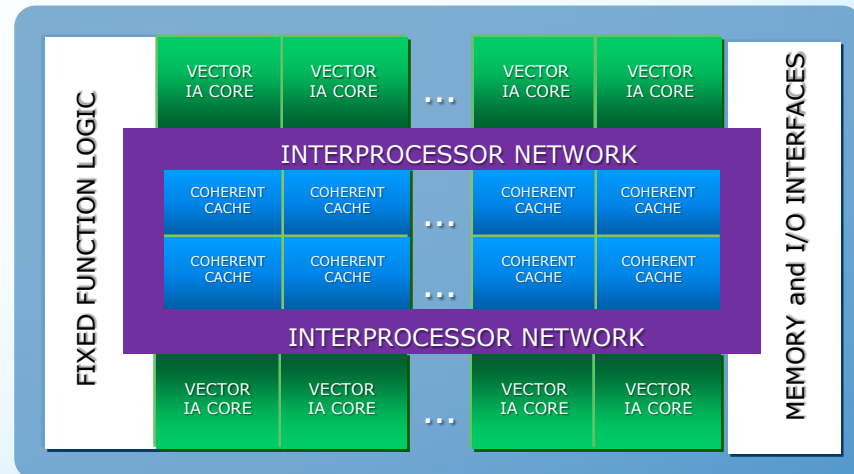 FIXED FUNCTION LOGIC
VECTOR
IA CORE
VECTOR
IA CORE
...
VECTOR
IA CORE
VECTOR
IA CORE
MEMORY and I/O INTERFACES
INTERPROCESSOR NETWORK
COHERENT
CACHE
COHERENT
CACHE
...
COHERENT
CACHE
COHERENT
CACHE
COHERENT
CACHE
COHERENT
CACHE
...
COHERENT
CACHE
COHERENT
CACHE
INTERPROCESSOR NETWORK
VECTOR
IA CORE
VECTOR
IA CORE
...
VECTOR
IA CORE
VECTOR
IA CORE